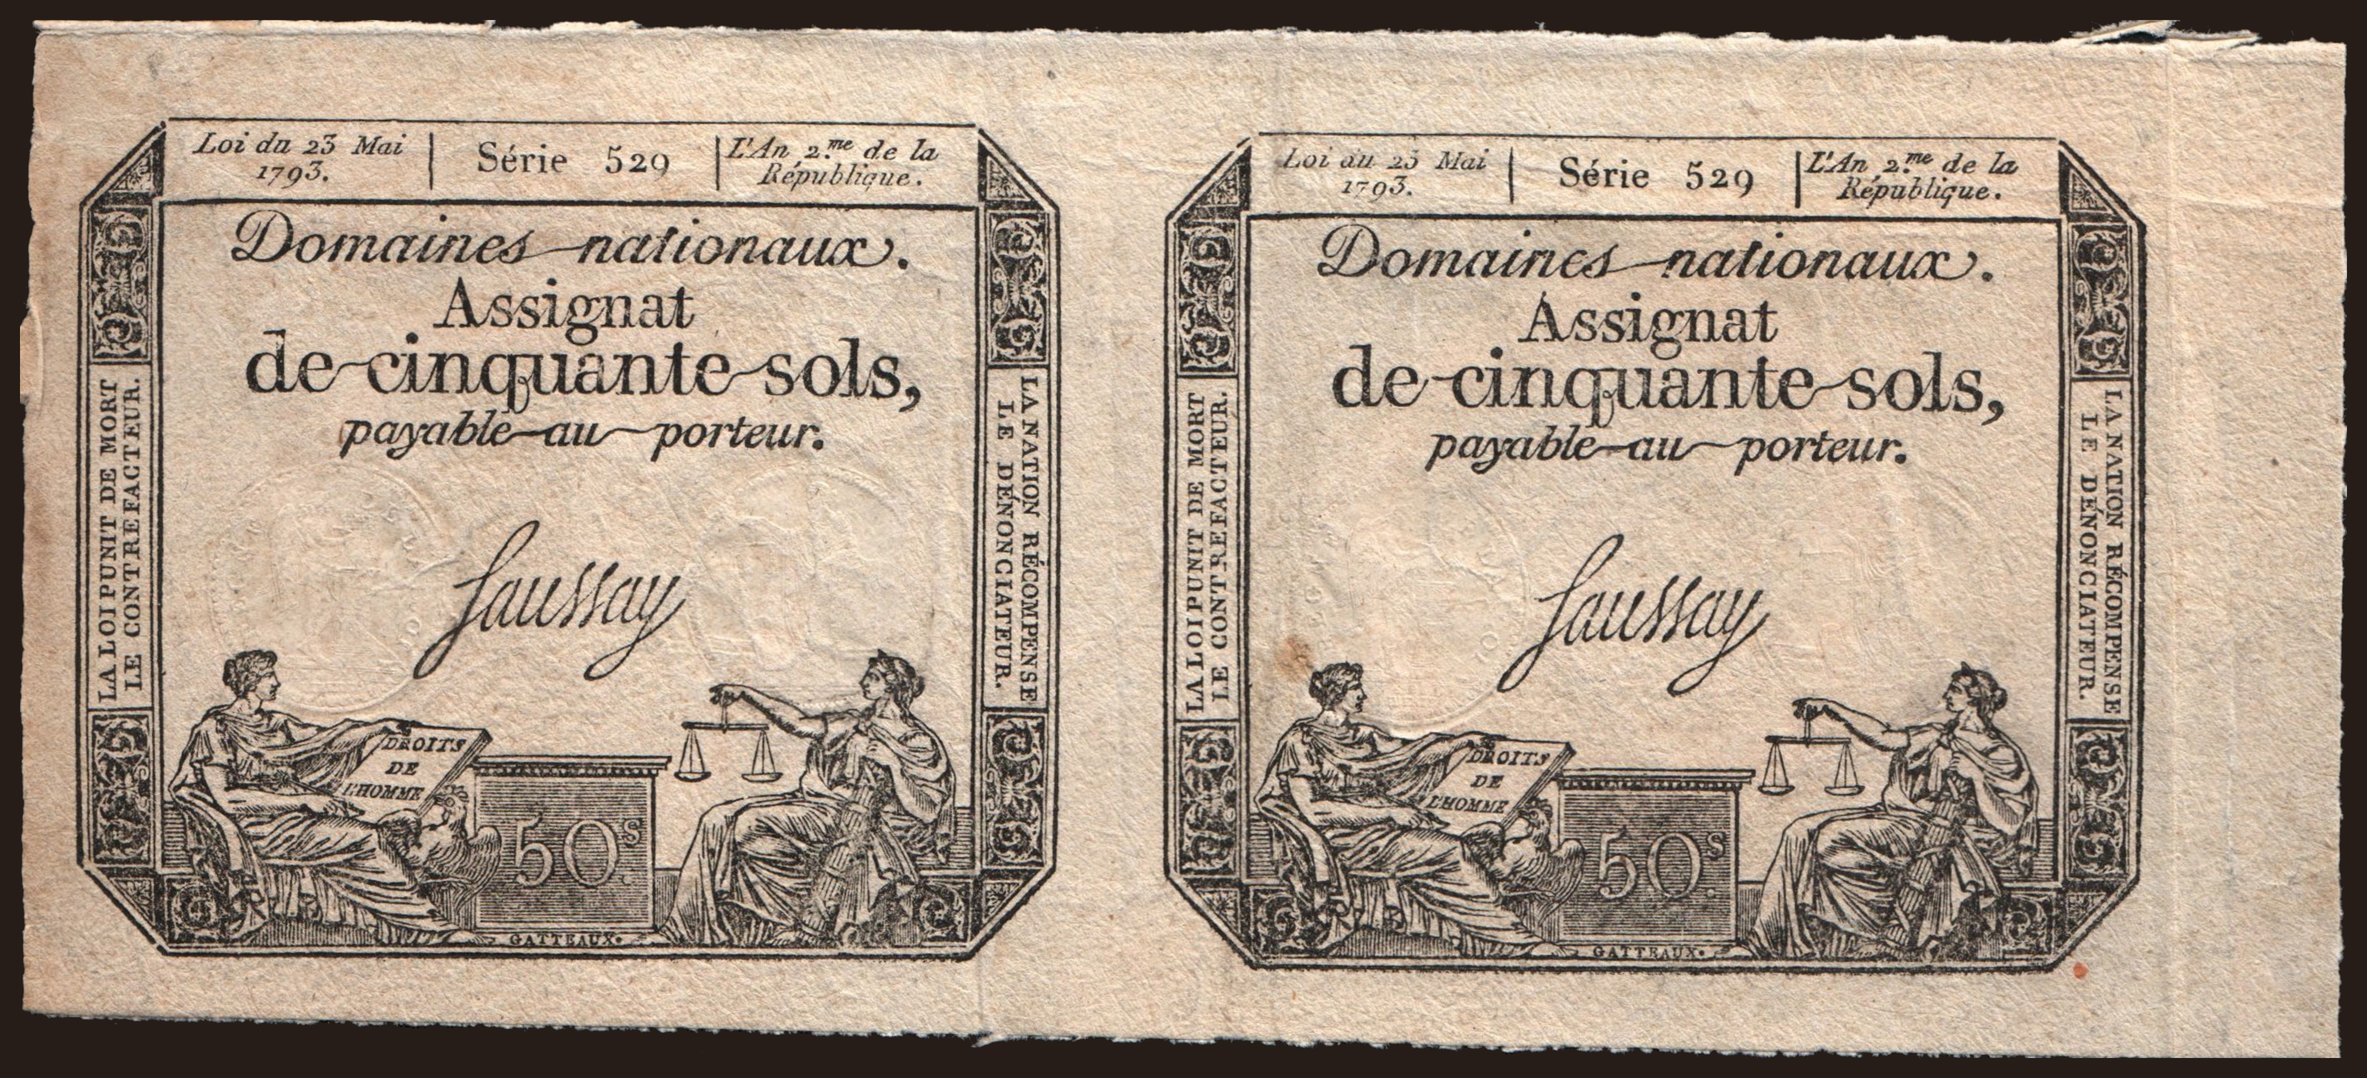 Loi du 23 Mai
1793.
Série 529
L'An 2.me de la
République.
Domaines nationaux.
Assignat
de cinquante sols,
payable au porteur.
LA LOI PUNIT DE MORT
LE CONTREFACTEUR.
LA NATION RÉCOMPENSE
LE DÉNONCIATEUR.
Saussay
DROITS
DE
L'HOMME
50.s
GATTEAUX.
Loi du 23 Mai
1793.
Série 529
L'An 2.me de la
République.
Domaines nationaux.
Assignat
de cinquante sols,
payable au porteur.
LA LOI PUNIT DE MORT
LE CONTREFACTEUR.
LA NATION RÉCOMPENSE
LE DÉNONCIATEUR.
Saussay
DROITS
DE
L'HOMME
50.s
GATTEAUX.